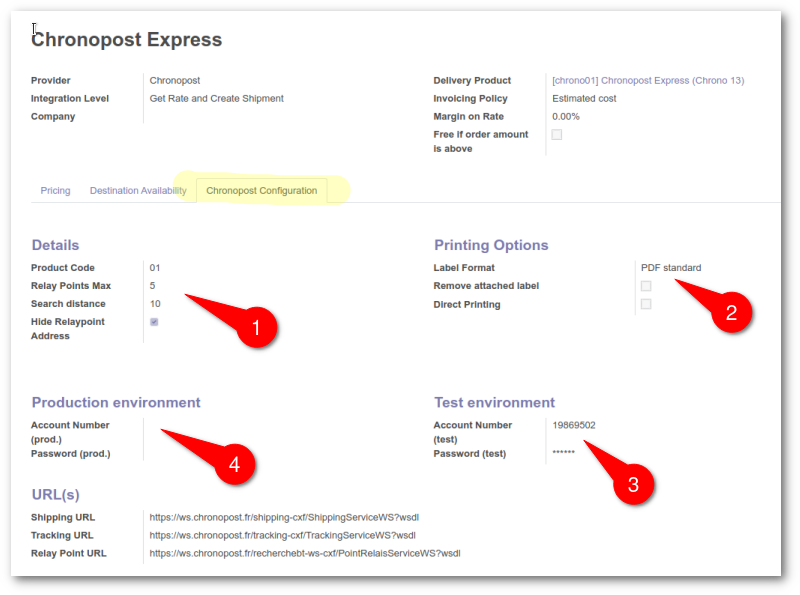 Chronopost Express
Provider Chronopost
Integration Level Get Rate and Create Shipment
Company
Delivery Product [chrono01] Chronopost Express (Chrono 13)
Invoicing Policy Estimated cost
Margin on Rate 0.00%
Free if order amount
is above
Pricing Destination Availability Chronopost Configuration
Details
Product Code 01
Relay Points Max 5
Search distance 10
Hide Relaypoint
Address
1
Printing Options
Label Format PDF standard
Remove attached label
Direct Printing
2
Production environment
Account Number
(prod.)
Password (prod.)
4
Test environment
Account Number 19869502
(test)
Password (test) ******
3
URL(s)
Shipping URL https://ws.chronopost.fr/shipping-cxf/ShippingServiceWS?wsdl
Tracking URL https://ws.chronopost.fr/tracking-cxf/TrackingServiceWS?wsdl
Relay Point URL https://ws.chronopost.fr/recherchebt-ws-cxf/PointRelaisServiceWS?wsdl